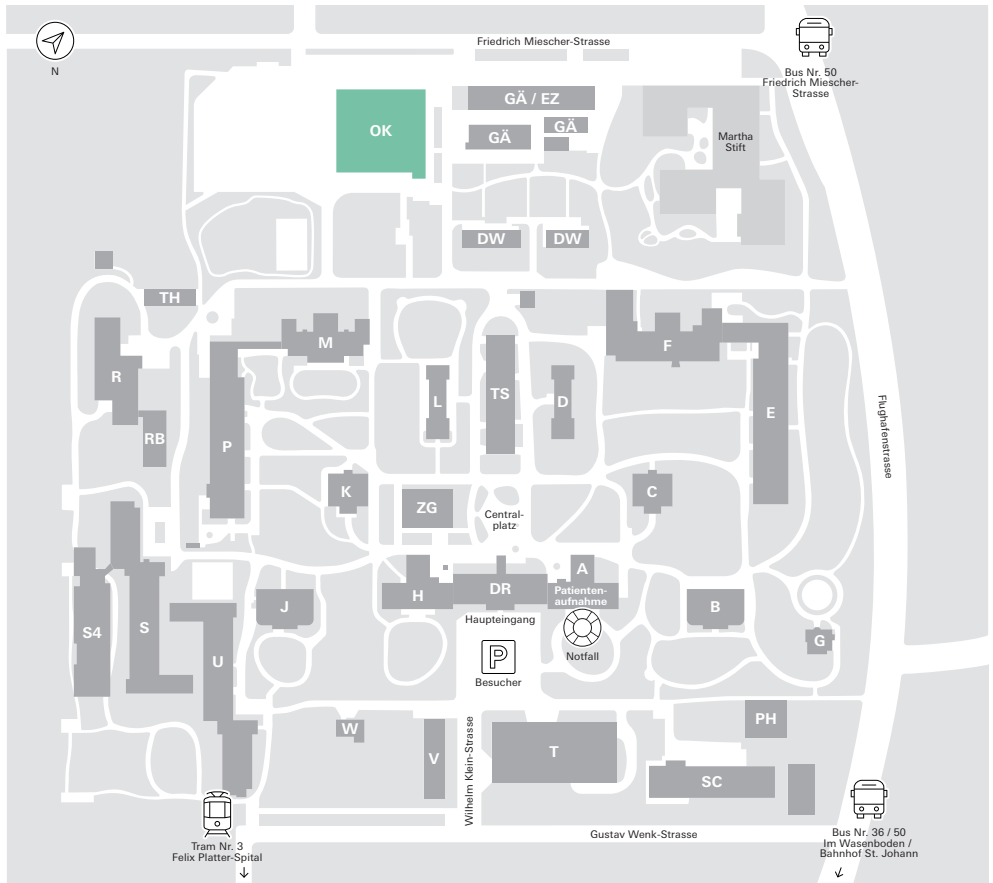 Friedrich Miescher-Strasse
N
Bus Nr. 50
Friedrich Miescher-
Strasse
GÄ / EZ
OK
GÄ
GÄ
Martha
Stift
DW
DW
TH
M
F
R
L
TS
D
E
RB
P
Flughafenstrasse
K
C
ZG
Central-
platz
A
DR
H
Patienten-
aufnahme
J
B
Haupteingang
S4
S
G
U
Notfall
P
Besucher
PH
W
V
Wilhelm Klein-Strasse
T
SC
Gustav Wenk-Strasse
Tram Nr. 3
Felix Platter-Spital
Bus Nr. 36 / 50
Im Wasenboden /
Bahnhof St. Johann